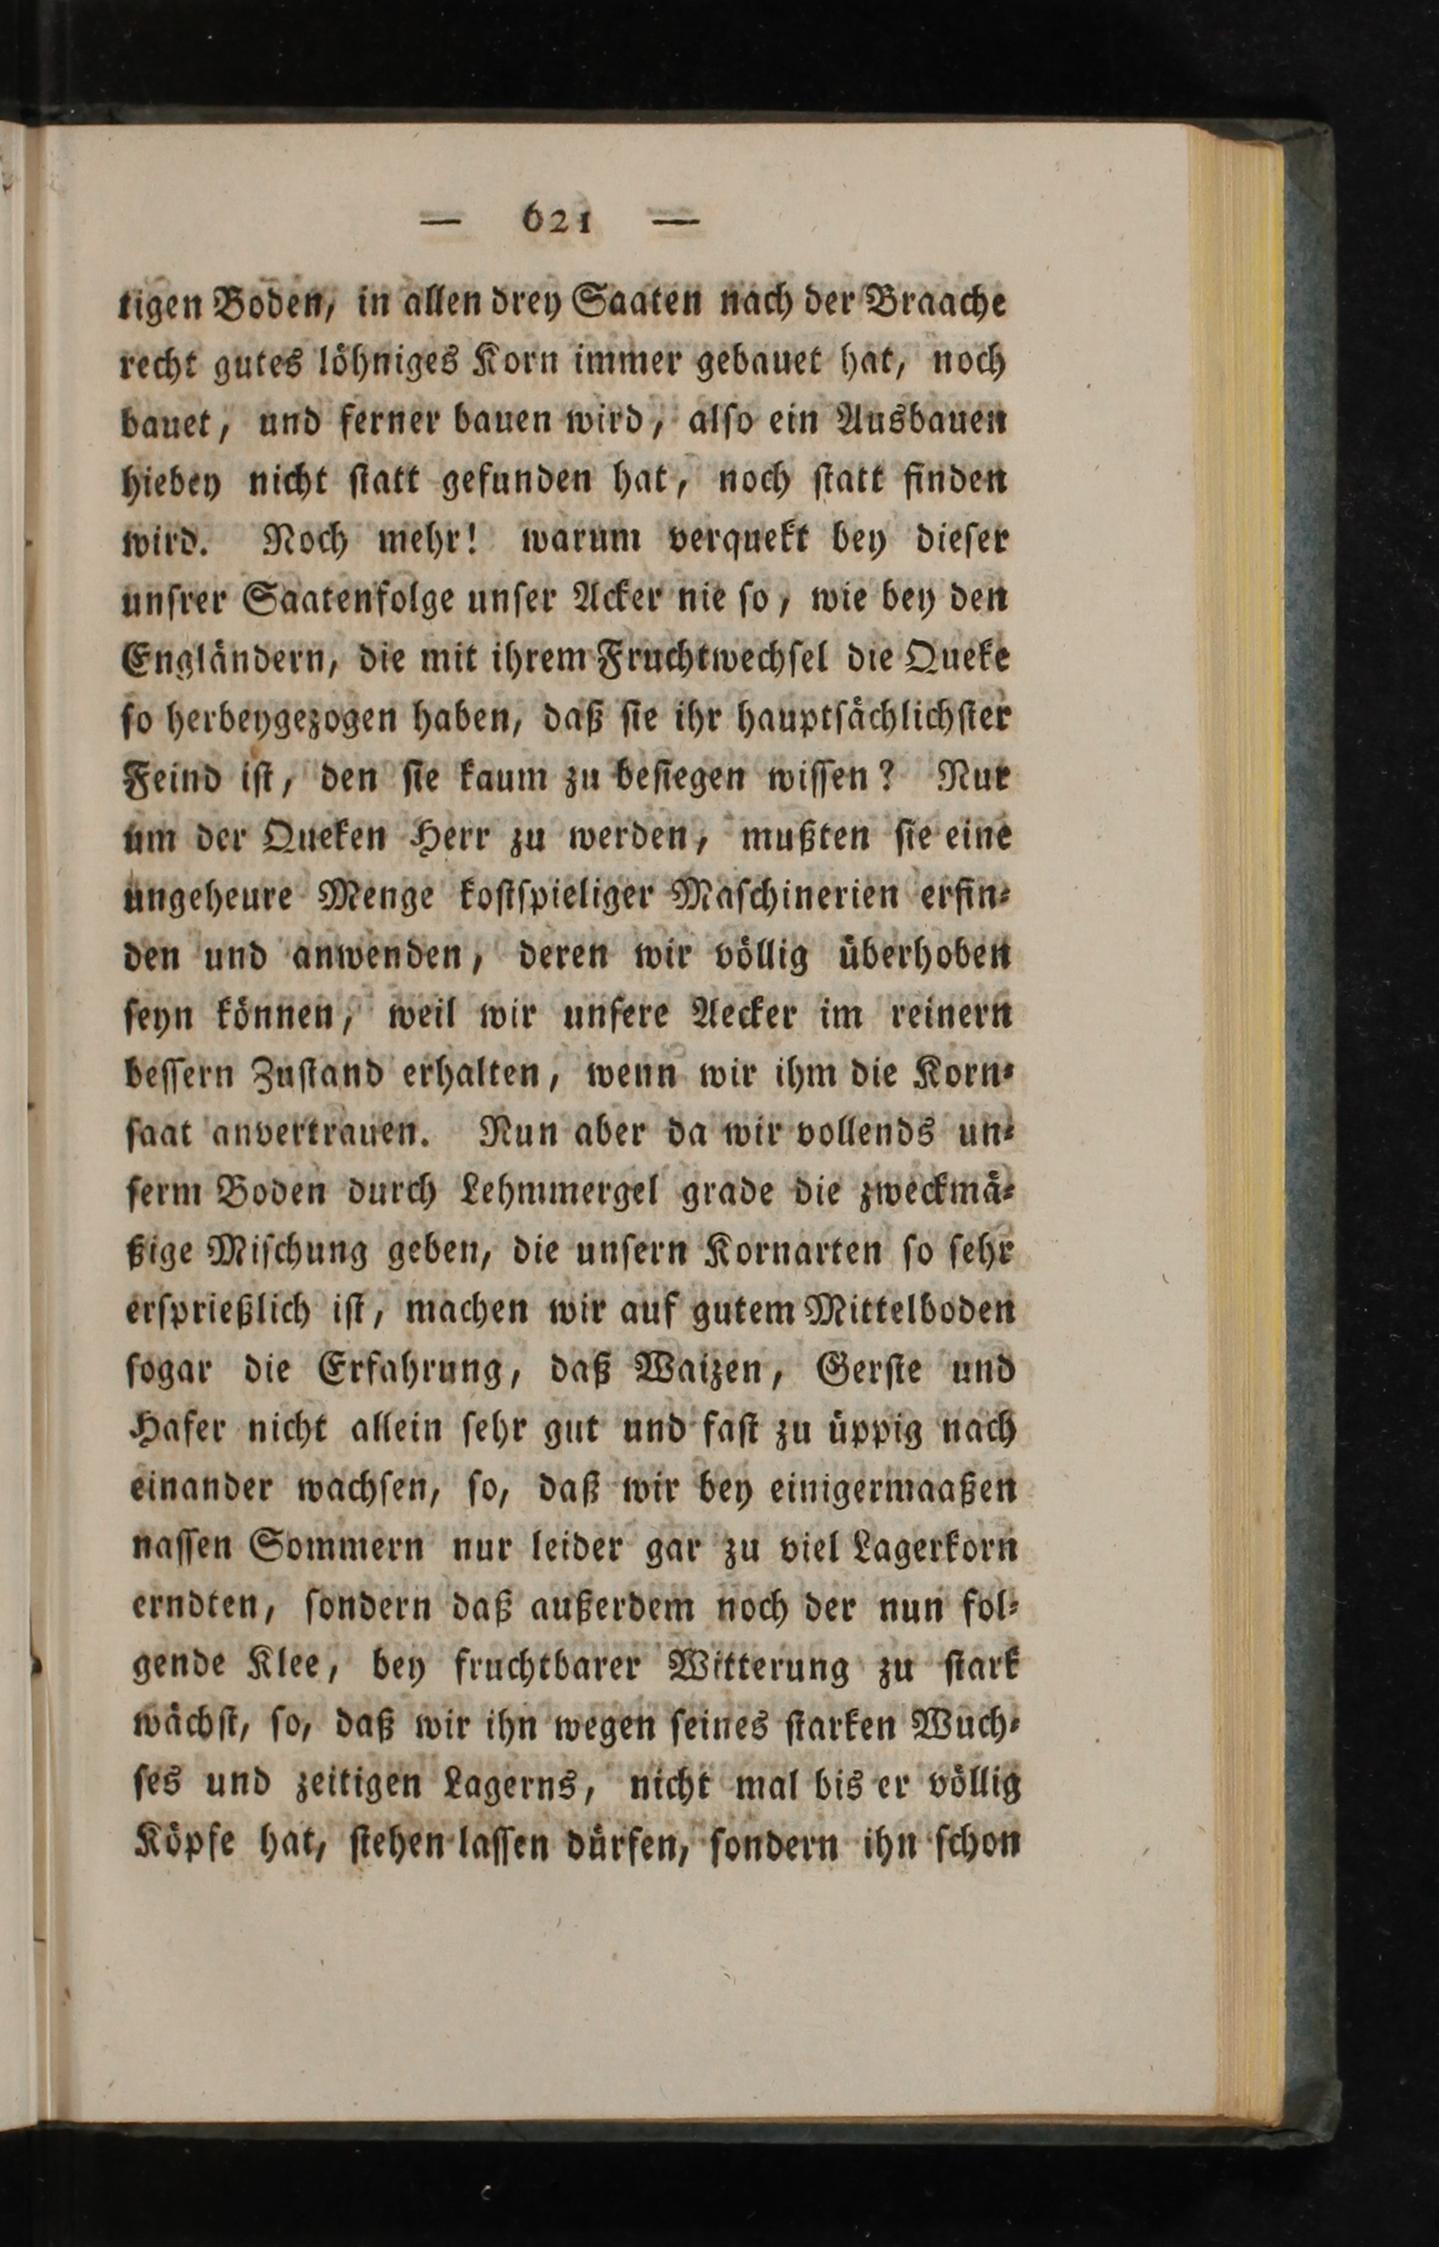 — 621 —
tigen Boden, in allen drey Saaten nach der Braache
recht gutes löhniges Korn immer gebauet hat, noch
bauet, und ferner bauen wird, alſo ein Ausbauen
hiebey nicht ſtatt gefunden hat, noch ſtatt finden
wird. Noch mehr! warum verquekt bey dieſer
unſrer Saatenfolge unſer Acker nie ſo, wie bey den
Engländern, die mit ihrem Fruchtwechſel die Queke
ſo herbeygezogen haben, daß ſie ihr hauptſächlichſter
Feind iſt, den ſie kaum zu beſiegen wiſſen? Nur
um der Queken Herr zu werden, mußten ſie eine
ungeheure Menge koſtſpieliger Maſchinerien erfin⸗
den und anwenden, deren wir völlig überhoben
ſeyn können, weil wir unſere Aecker im reinern
beſſern Zuſtand erhalten, wenn wir ihm die Korn⸗
ſaat anvertrauen. Nun aber da wir vollends un⸗
ſerm Boden durch Lehmmergel grade die zweckmä⸗
ßige Miſchung geben, die unſern Kornarten ſo ſehr
erſprießlich iſt, machen wir auf gutem Mittelboden
ſogar die Erfahrung, daß Waizen, Gerſte und
Hafer nicht allein ſehr gut und faſt zu üppig nach
einander wachſen, ſo, daß wir bey einigermaaßen
naſſen Sommern nur leider gar zu viel Lagerkorn
erndten, ſondern daß außerdem noch der nun fol⸗
gende Klee, bey fruchtbarer Witterung zu ſtark
wächſt, ſo, daß wir ihn wegen ſeines ſtarken Wuch⸗
ſes und zeitigen Lagerns, nicht mal bis er völlig
Köpfe hat, ſtehen laſſen dürfen, ſondern ihn ſchon